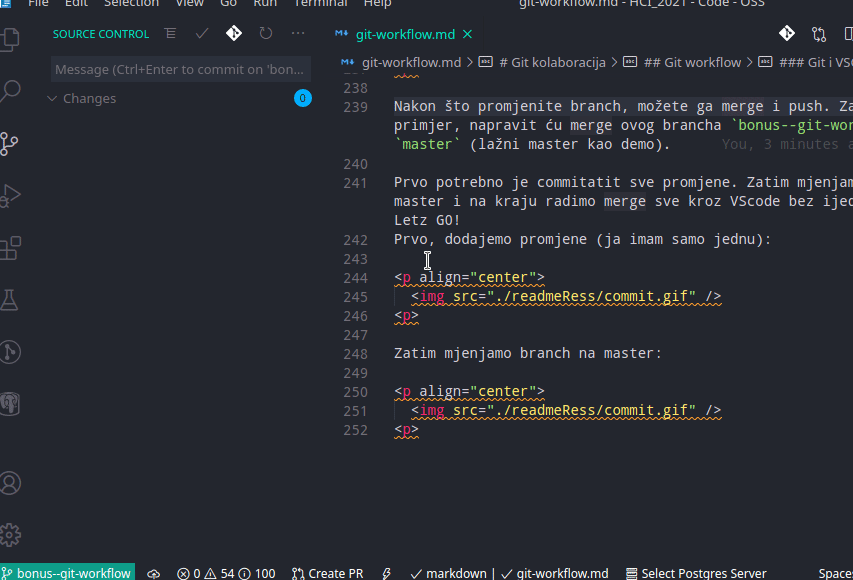 File Edit Selection View Go Run Terminal Help git-workflow.md - HCI_2021 - Code - OSS
SOURCE CONTROL
git-workflow.md
Message (Ctrl+Enter to commit on 'bon...
Changes 0
git-workflow.md > # Git kolaboracija > ## Git workflow > ### Git i VSC
238
239 Nakon što promjenite branch, možete ga merge i push. Za
primjer, napravit ću merge ovog brancha `bonus--git-wor
`master` (lažni master kao demo). You, 3 minutes a
240
241 Prvo potrebno je commitatit sve promjene. Zatim mjenjam
master i na kraju radimo merge sve kroz VScode bez ijed
Letz GO!
242 Prvo, dodajemo promjene (ja imam samo jednu):
243
244 <p align="center">
245 <img src="./readmeRess/commit.gif" />
246 <p>
247
248 Zatim mjenjamo branch na master:
249
250 <p align="center">
251 <img src="./readmeRess/commit.gif" />
252 <p>
bonus--git-workflow 0 54 100 Create PR markdown | git-workflow.md Select Postgres Server Spaces